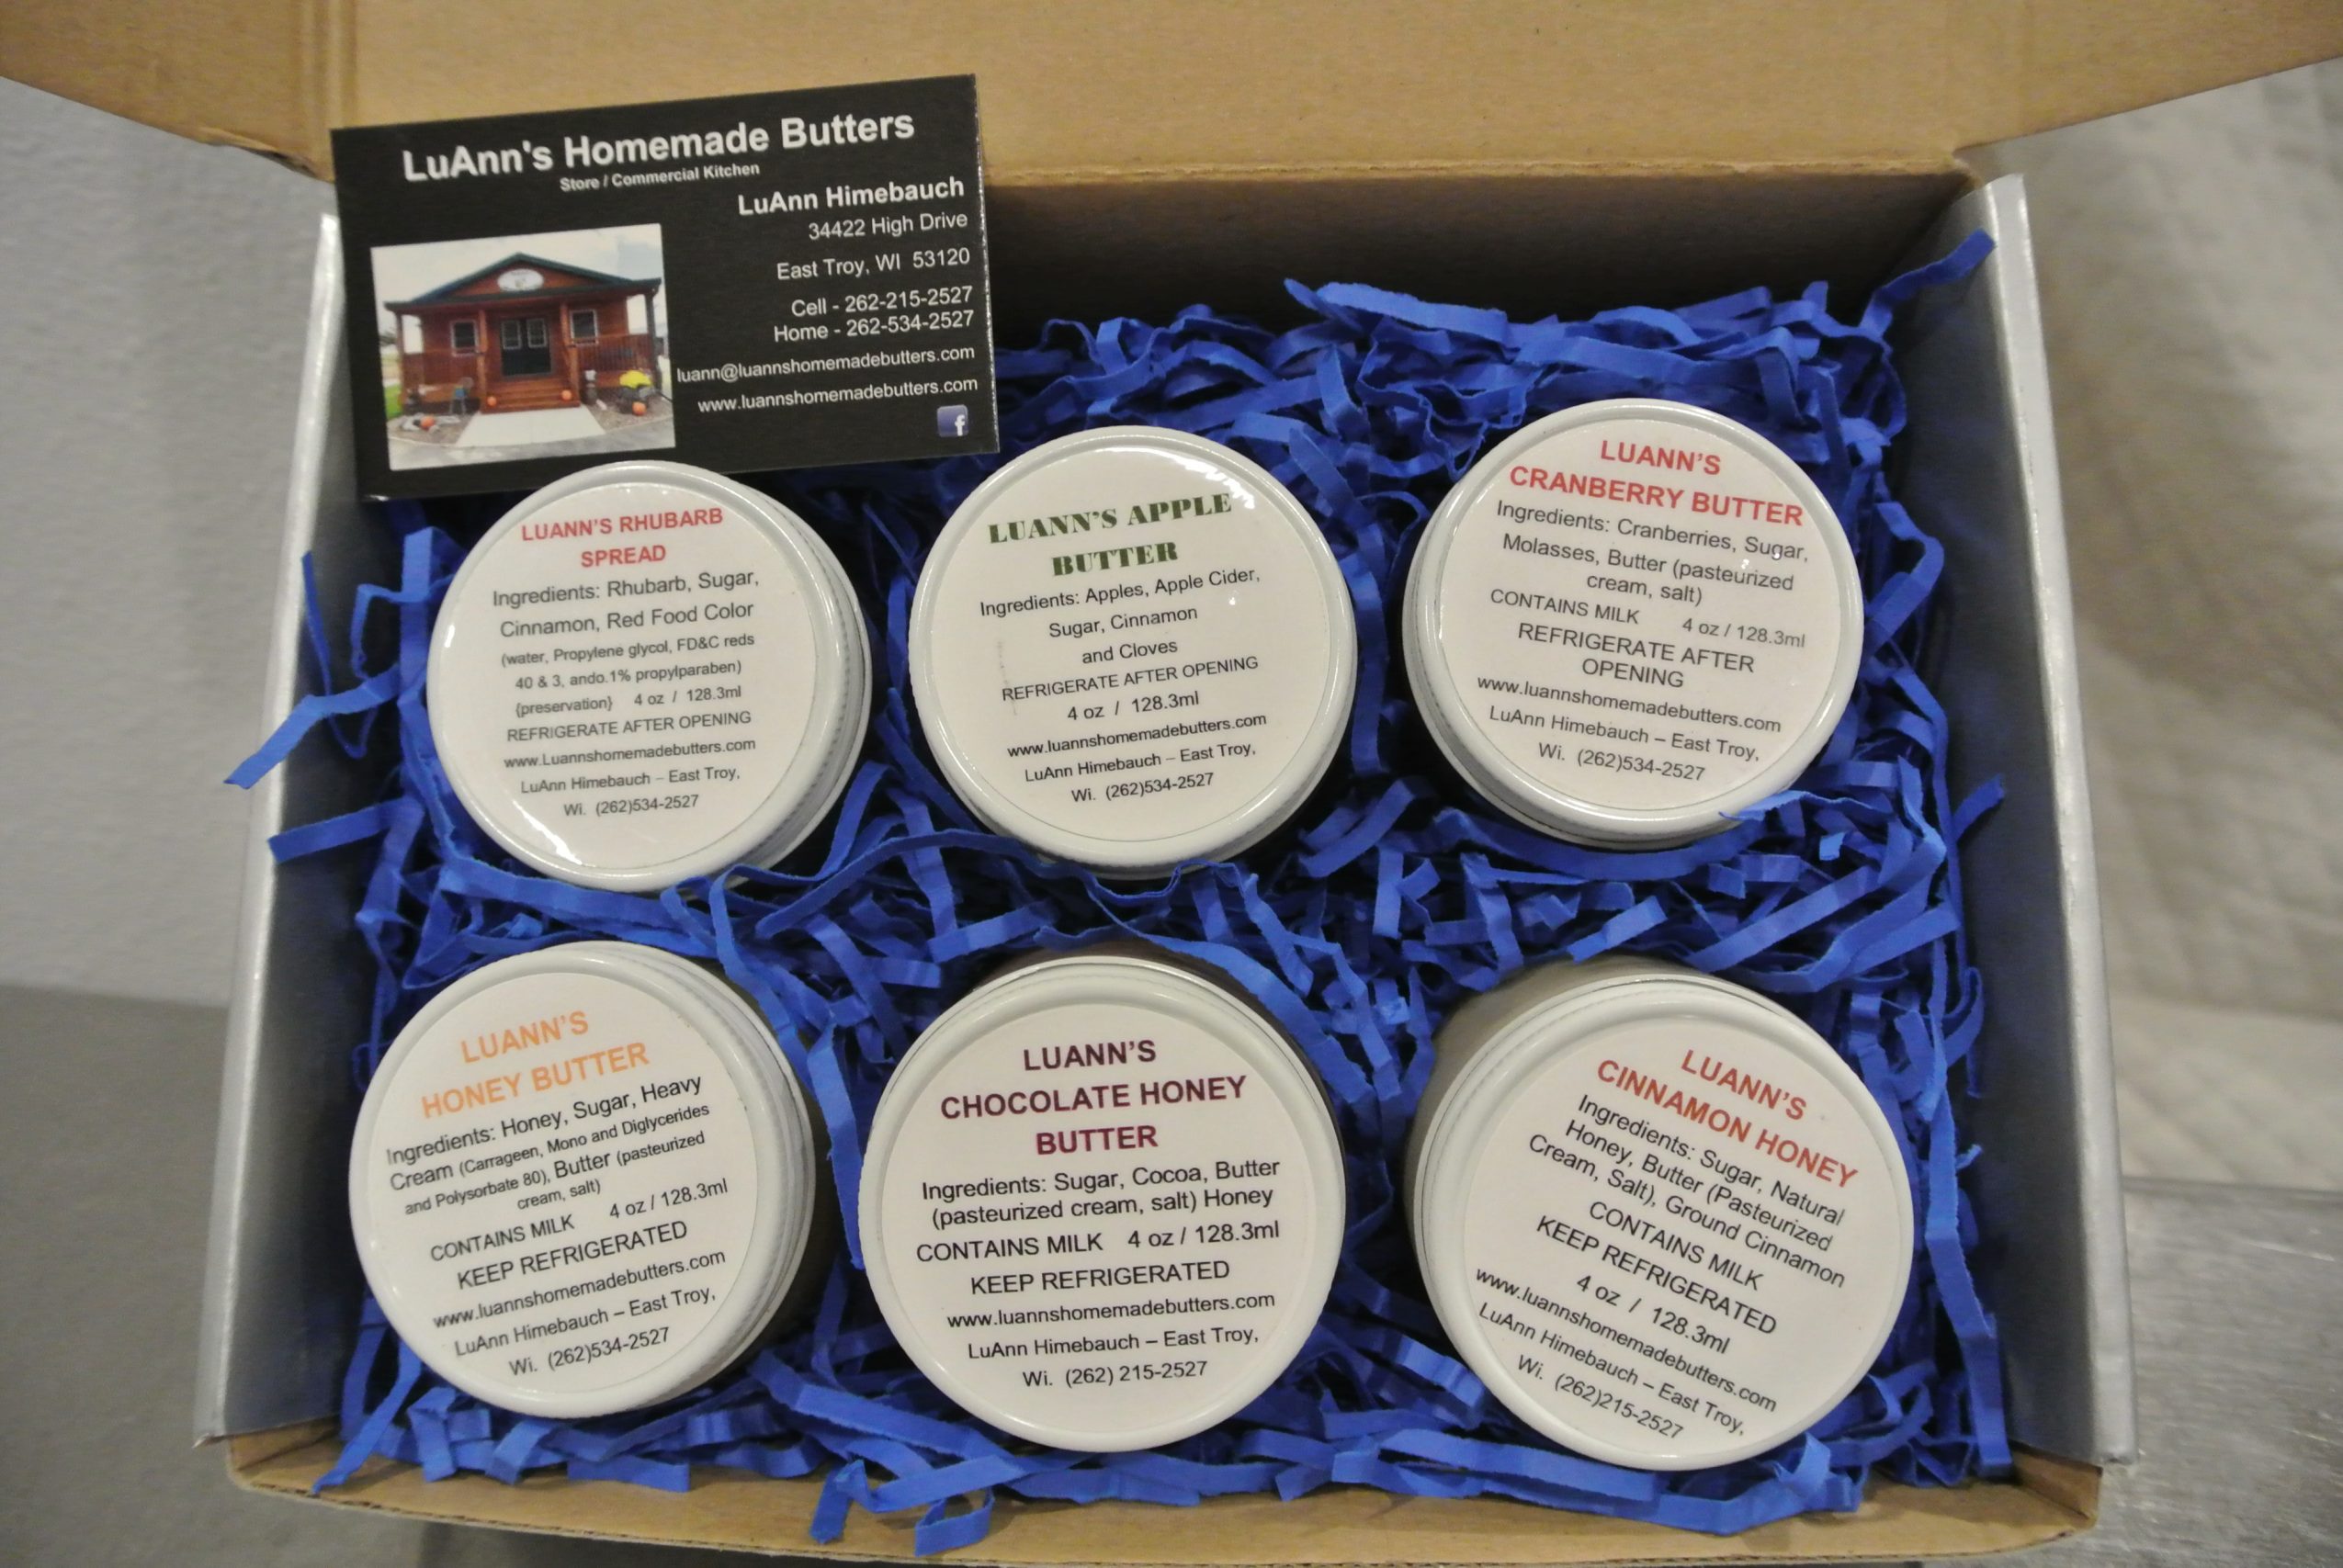 LuAnn's Homemade Butters
Store / Commercial Kitchen
LuAnn Himebauch
34422 High Drive
East Troy, WI 53120
Cell - 262-215-2527
Home - 262-534-2527
luann@luannshomemadebutters.com
www.luannshomemadebutters.com
f
LUANN'S RHUBARB
SPREAD
Ingredients: Rhubarb, Sugar,
Cinnamon, Red Food Color
(water, Propylene glycol, FD&C reds
40 & 3, ando.1% propylparaben)
{preservation} 4 oz / 128.3ml
REFRIGERATE AFTER OPENING
www.Luannshomemadebutters.com
LuAnn Himebauch – East Troy,
Wi. (262)534-2527
LUANN'S APPLE
BUTTER
Ingredients: Apples, Apple Cider,
Sugar, Cinnamon
and Cloves
REFRIGERATE AFTER OPENING
4 oz / 128.3ml
www.luannshomemadebutters.com
LuAnn Himebauch – East Troy,
Wi. (262)534-2527
LUANN'S
CRANBERRY BUTTER
Ingredients: Cranberries, Sugar,
Molasses, Butter (pasteurized
cream, salt)
CONTAINS MILK 4 oz / 128.3ml
REFRIGERATE AFTER
OPENING
www.luannshomemadebutters.com
LuAnn Himebauch – East Troy,
Wi. (262)534-2527
LUANN'S
HONEY BUTTER
Ingredients: Honey, Sugar, Heavy
Cream (Carrageen, Mono and Diglycerides
and Polysorbate 80), Butter (pasteurized
cream, salt)
CONTAINS MILK 4 oz / 128.3ml
KEEP REFRIGERATED
www.luannshomemadebutters.com
LuAnn Himebauch – East Troy,
Wi. (262)534-2527
LUANN'S
CHOCOLATE HONEY
BUTTER
Ingredients: Sugar, Cocoa, Butter
(pasteurized cream, salt) Honey
CONTAINS MILK 4 oz / 128.3ml
KEEP REFRIGERATED
www.luannshomemadebutters.com
LuAnn Himebauch – East Troy,
Wi. (262) 215-2527
LUANN'S
CINNAMON HONEY
Ingredients: Sugar, Natural
Honey, Butter (Pasteurized
Cream, Salt), Ground Cinnamon
CONTAINS MILK
KEEP REFRIGERATED
4 oz / 128.3ml
www.luannshomemadebutters.com
LuAnn Himebauch – East Troy,
Wi. (262)215-2527